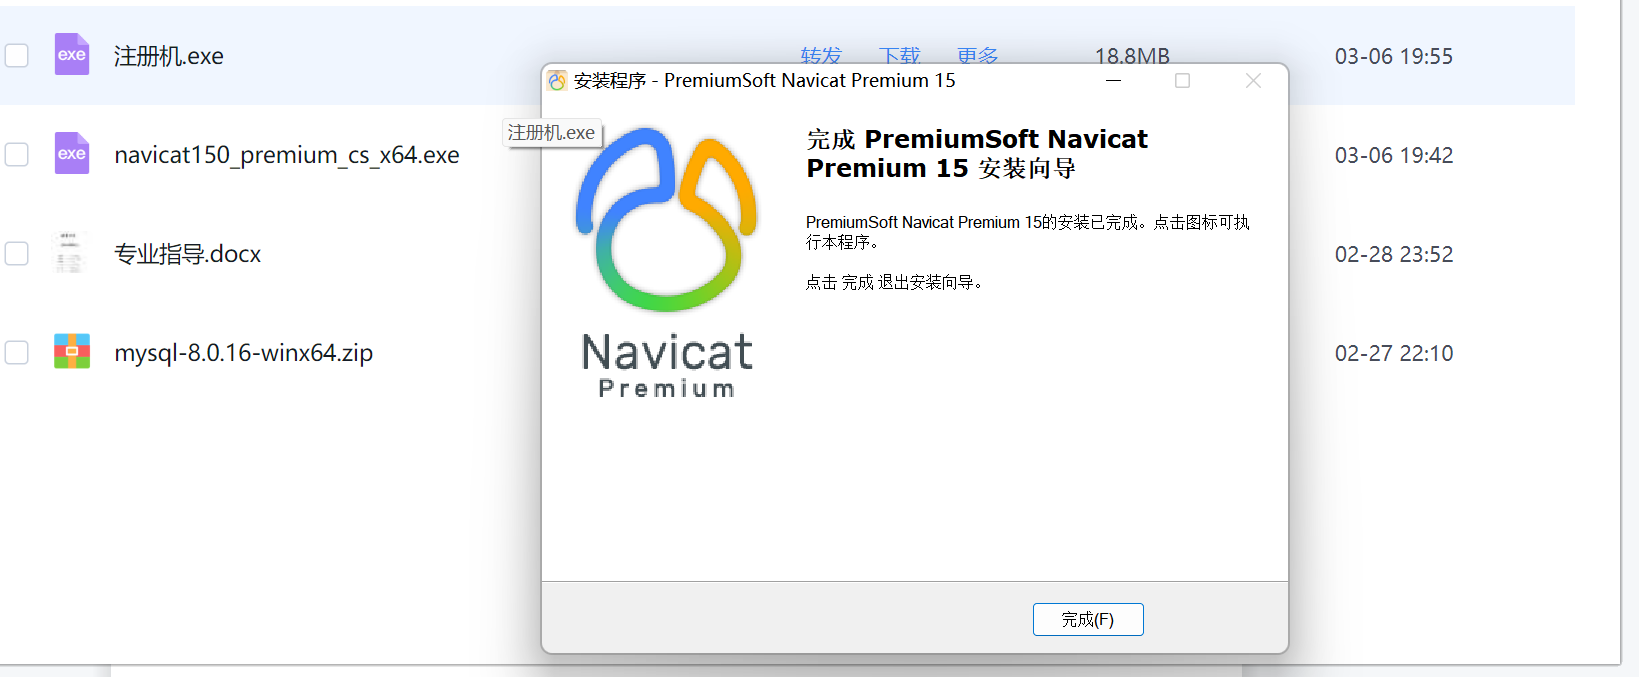 注册机.exe 转发 下载 更多 18.8MB 03-06 19:55
安装程序 - PremiumSoft Navicat Premium 15
注册机.exe
navicat150_premium_cs_x64.exe 03-06 19:42
专业指导.docx 02-28 23:52
mysql-8.0.16-winx64.zip 02-27 22:10
exe
exe
Navicat
Premium
完成 PremiumSoft Navicat
Premium 15 安装向导
PremiumSoft Navicat Premium 15的安装已完成。点击图标可执
行本程序。
点击 完成 退出安装向导。
完成(F)